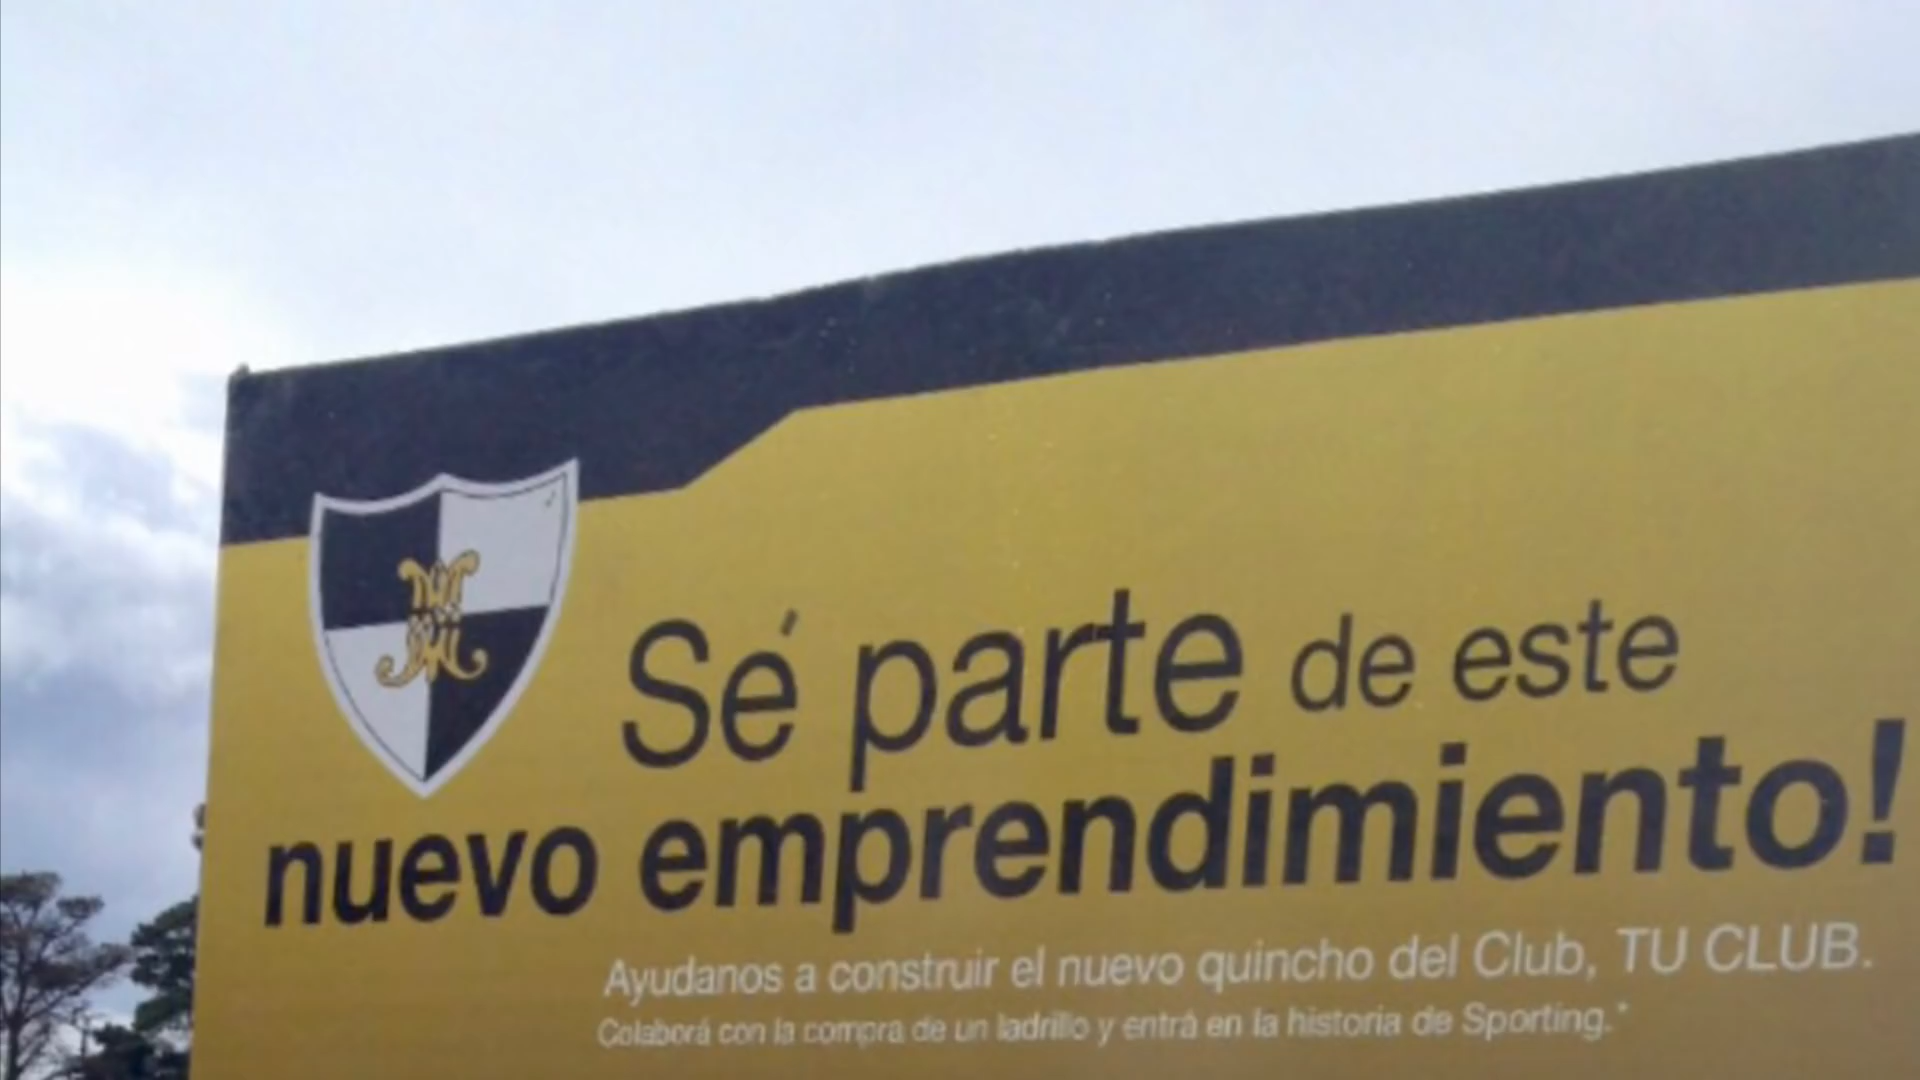 Sé parte de este
nuevo emprendimiento!
Ayudanos a construir el nuevo quincho del Club, TU CLUB.
Colaborá con la compra de un ladrillo y entrá en la historia de Sporting.*